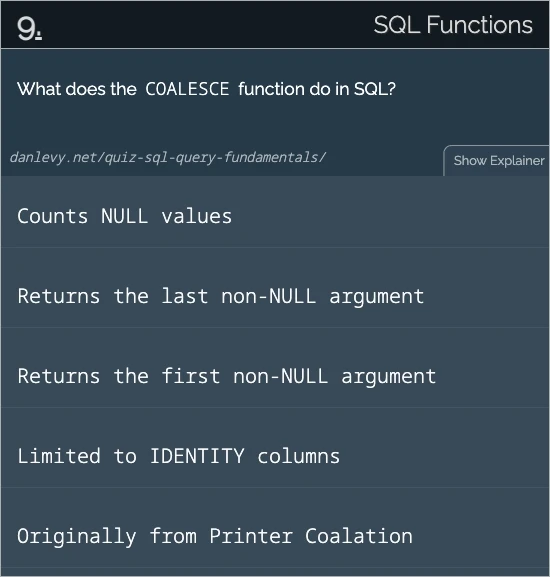 9.
SQL Functions
What does the COALESCE function do in SQL?
danlevy.net/quiz-sql-query-fundamentals/
Show Explainer
Counts NULL values
Returns the last non-NULL argument
Returns the first non-NULL argument
Limited to IDENTITY columns
Originally from Printer Coalation